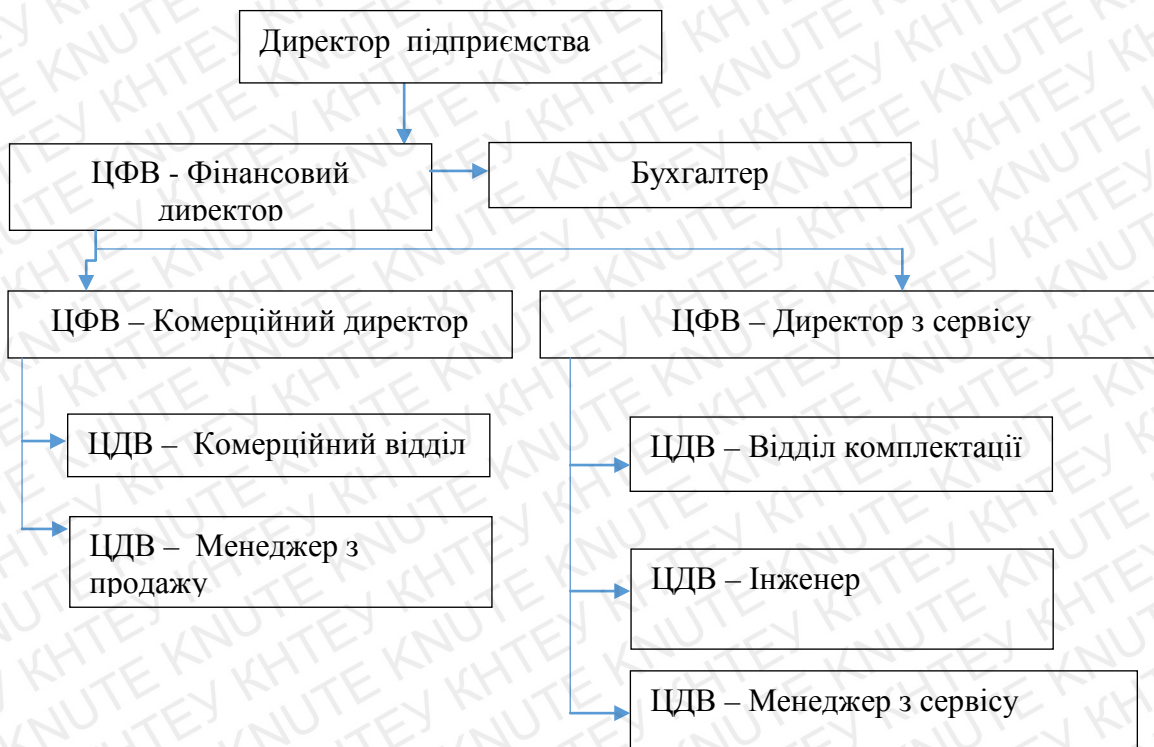 Директор підприємства
ЦФВ - Фінансовий
директор
Бухгалтер
ЦФВ – Комерційний директор
ЦФВ – Директор з сервісу
ЦДВ – Комерційний відділ
ЦДВ – Менеджер з
продажу
ЦДВ – Відділ комплектації
ЦДВ – Інженер
ЦДВ – Менеджер з сервісу